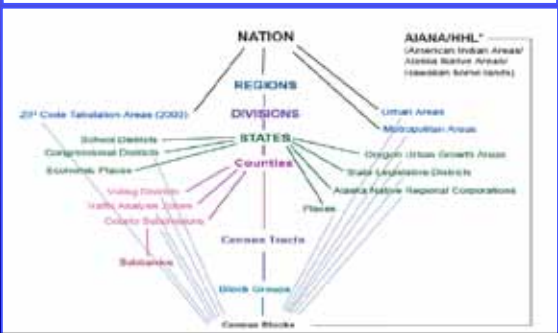 NATION
AIANA/HHL*
(American Indian Areas/
Alaska Native Areas/
Hawaiian home lands)
REGIONS
ZIP Code Tabulation Areas (2002)
DIVISIONS
Urban Areas
Metropolitan Areas
School Districts
STATES
Congressional Districts
Oregon Urban Growth Areas
Economic Places
Counties
State Legislative Districts
Voting Districts
Alaska Native Regional Corporations
Traffic Analysis Zones
Places
County Subdivisions
Census Tracts
Subbarrios
Block Groups
Census Blocks